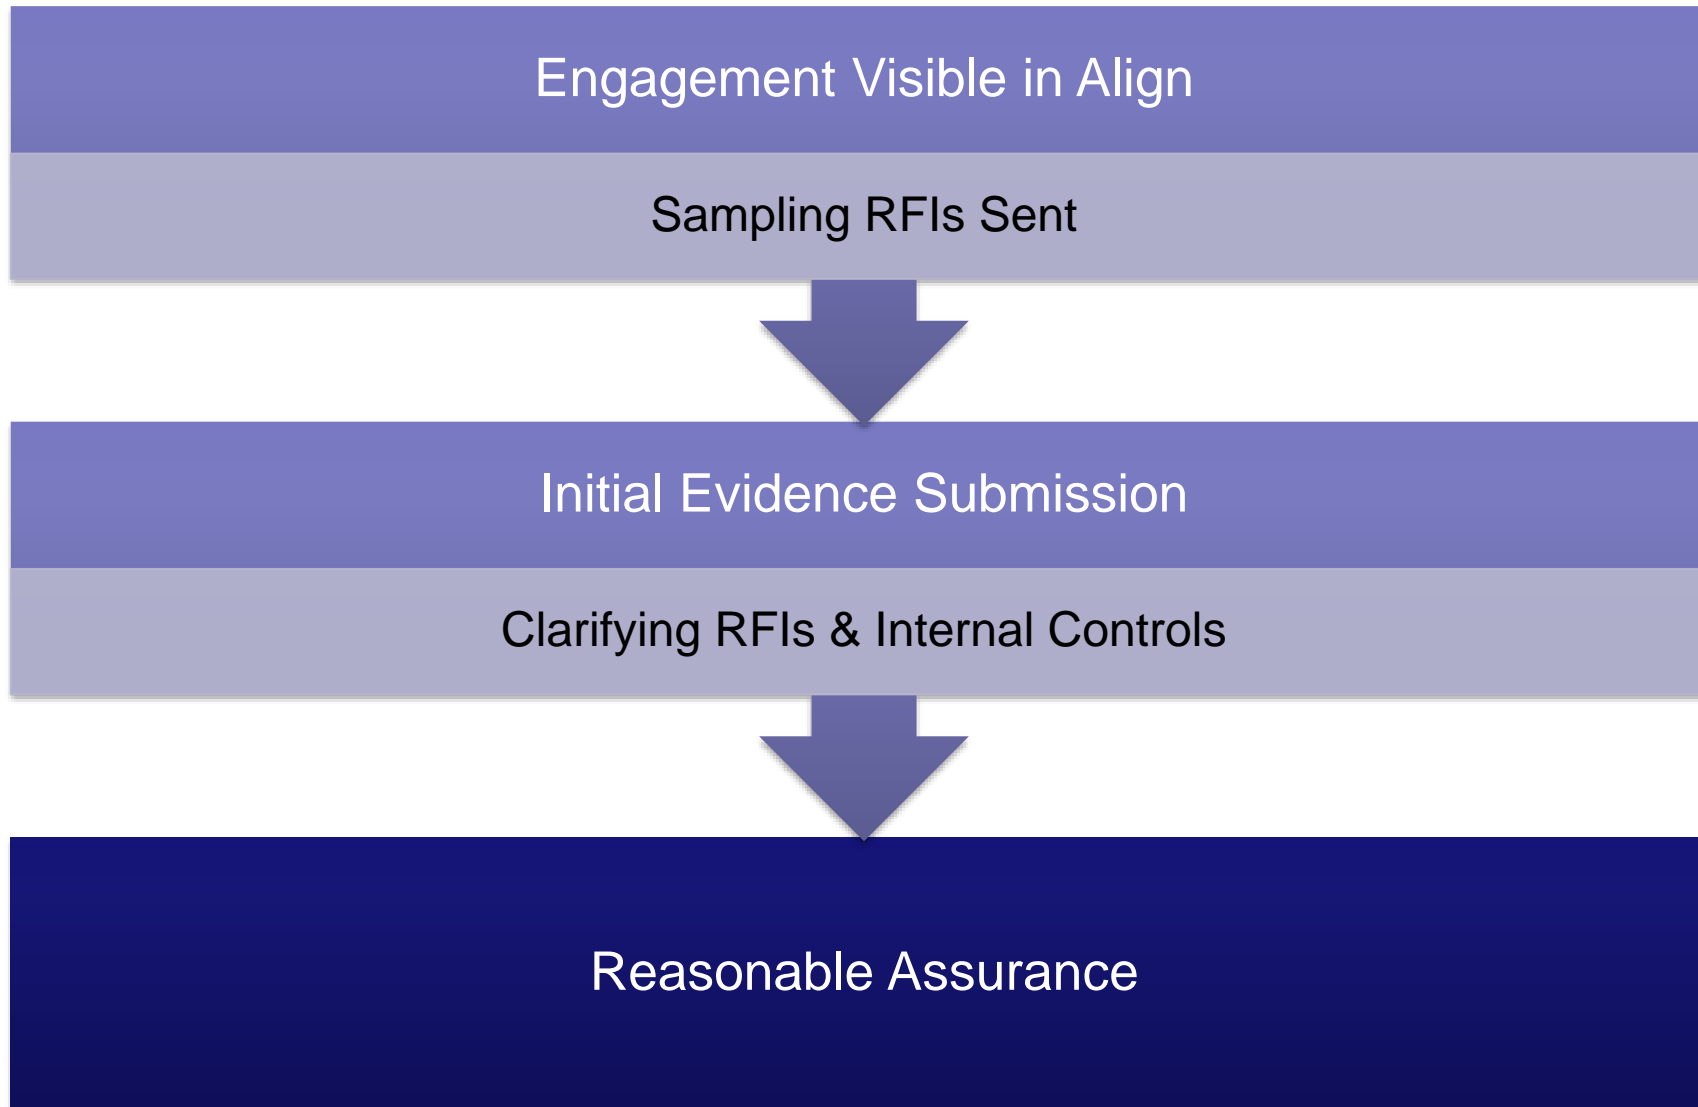 Engagement Visible in Align
Sampling RFIs Sent
Initial Evidence Submission
Clarifying RFIs & Internal Controls
Reasonable Assurance